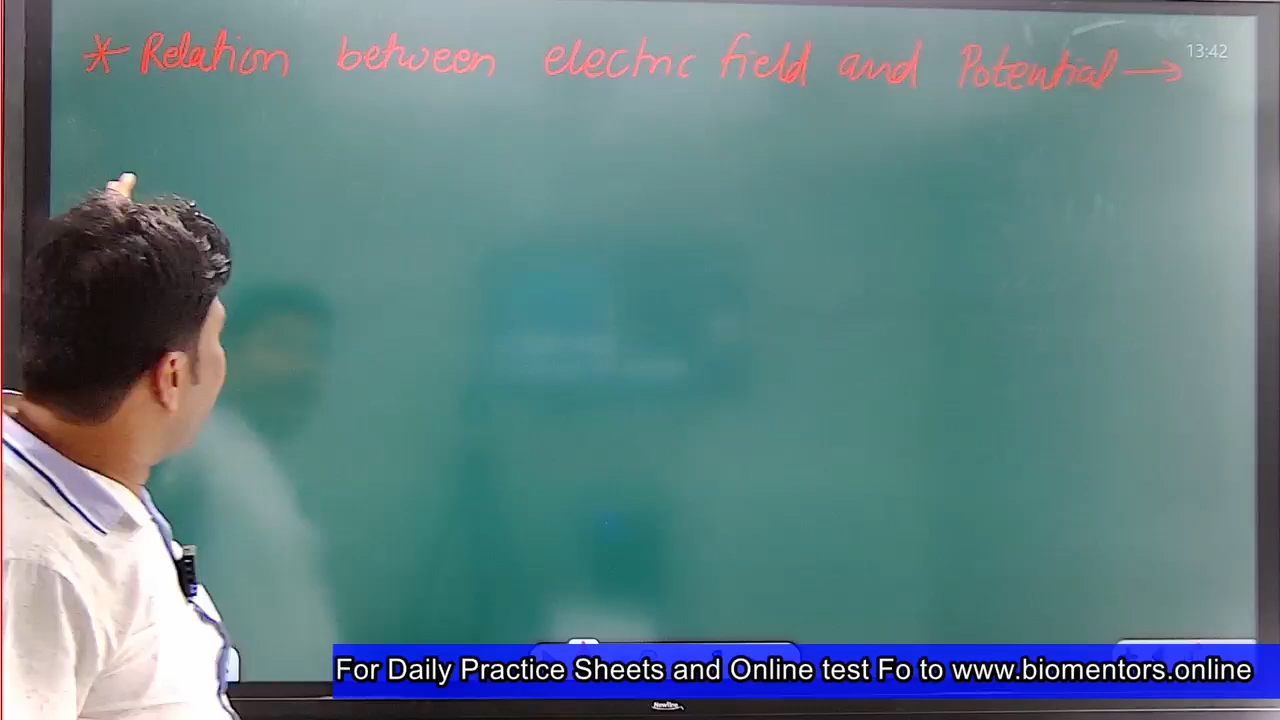 * Relation between electric field and Potential →
13:42
For Daily Practice Sheets and Online test Fo to www.biomentors.online
Newline